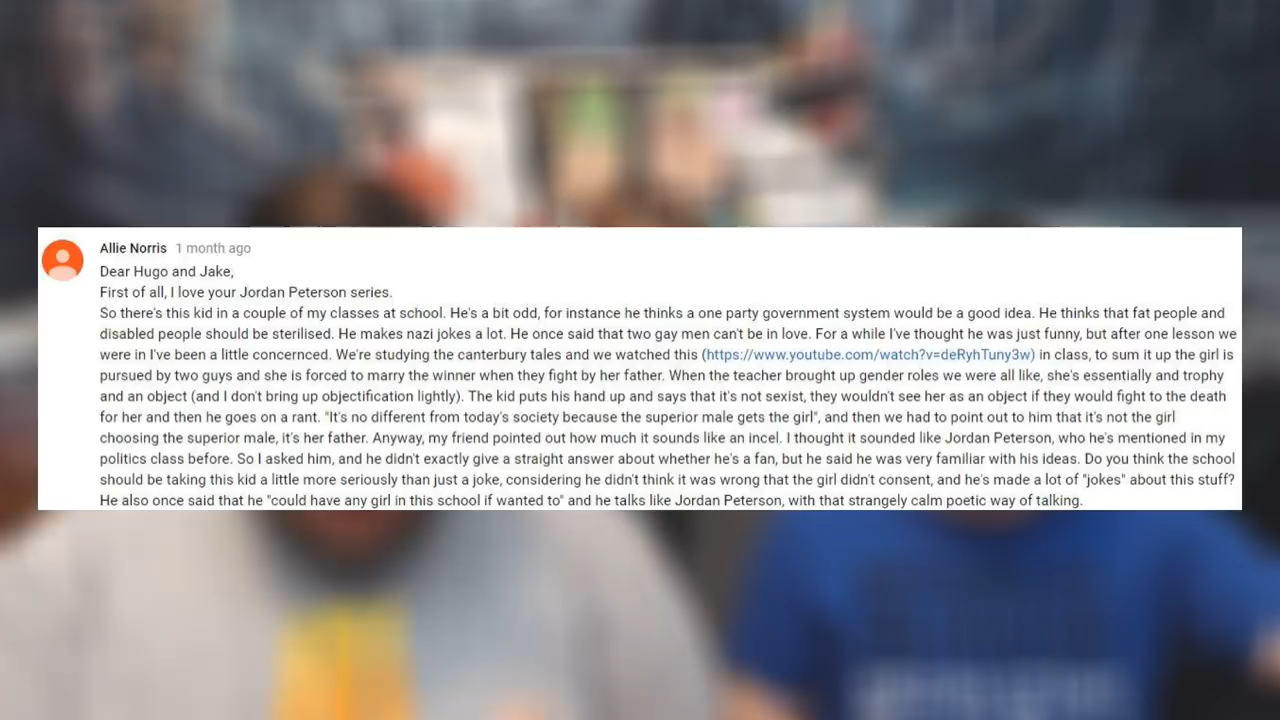 Allie Norris 1 month ago
Dear Hugo and Jake,
First of all, I love your Jordan Peterson series.
So there's this kid in a couple of my classes at school. He's a bit odd, for instance he thinks a one party government system would be a good idea. He thinks that fat people and
disabled people should be sterilised. He makes nazi jokes a lot. He once said that two gay men can't be in love. For a while I've thought he was just funny, but after one lesson we
were in I've been a little concernced. We're studying the canterbury tales and we watched this (https://www.youtube.com/watch?v=deRyhTuny3w) in class, to sum it up the girl is
pursued by two guys and she is forced to marry the winner when they fight by her father. When the teacher brought up gender roles we were all like, she's essentially and trophy
and an object (and I don't bring up objectification lightly). The kid puts his hand up and says that it's not sexist, they wouldn't see her as an object if they would fight to the death
for her and then he goes on a rant. "It's no different from today's society because the superior male gets the girl", and then we had to point out to him that it's not the girl
choosing the superior male, it's her father. Anyway, my friend pointed out how much it sounds like an incel. I thought it sounded like Jordan Peterson, who he's mentioned in my
politics class before. So I asked him, and he didn't exactly give a straight answer about whether he's a fan, but he said he was very familiar with his ideas. Do you think the school
should be taking this kid a little more seriously than just a joke, considering he didn't think it was wrong that the girl didn't consent, and he's made a lot of "jokes" about this stuff?
He also once said that he "could have any girl in this school if wanted to" and he talks like Jordan Peterson, with that strangely calm poetic way of talking.